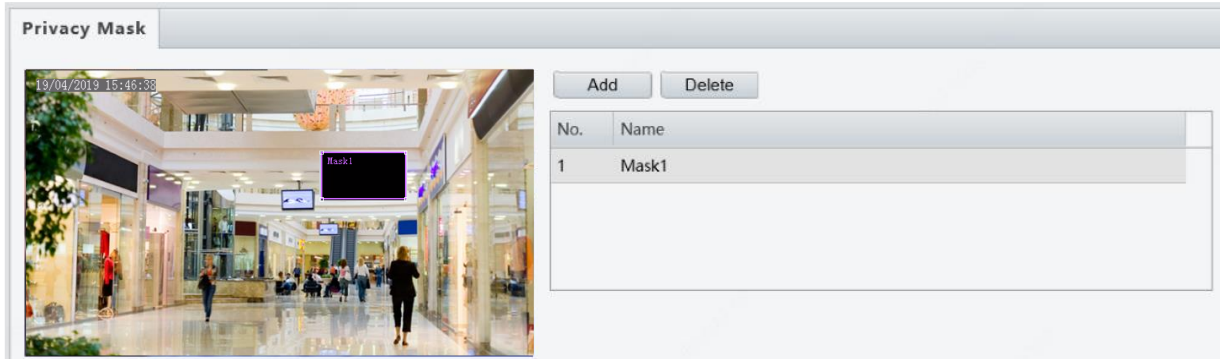 Privacy Mask
19/04/2019 15:46:38
Mask1
Add Delete
No. Name
1 Mask1